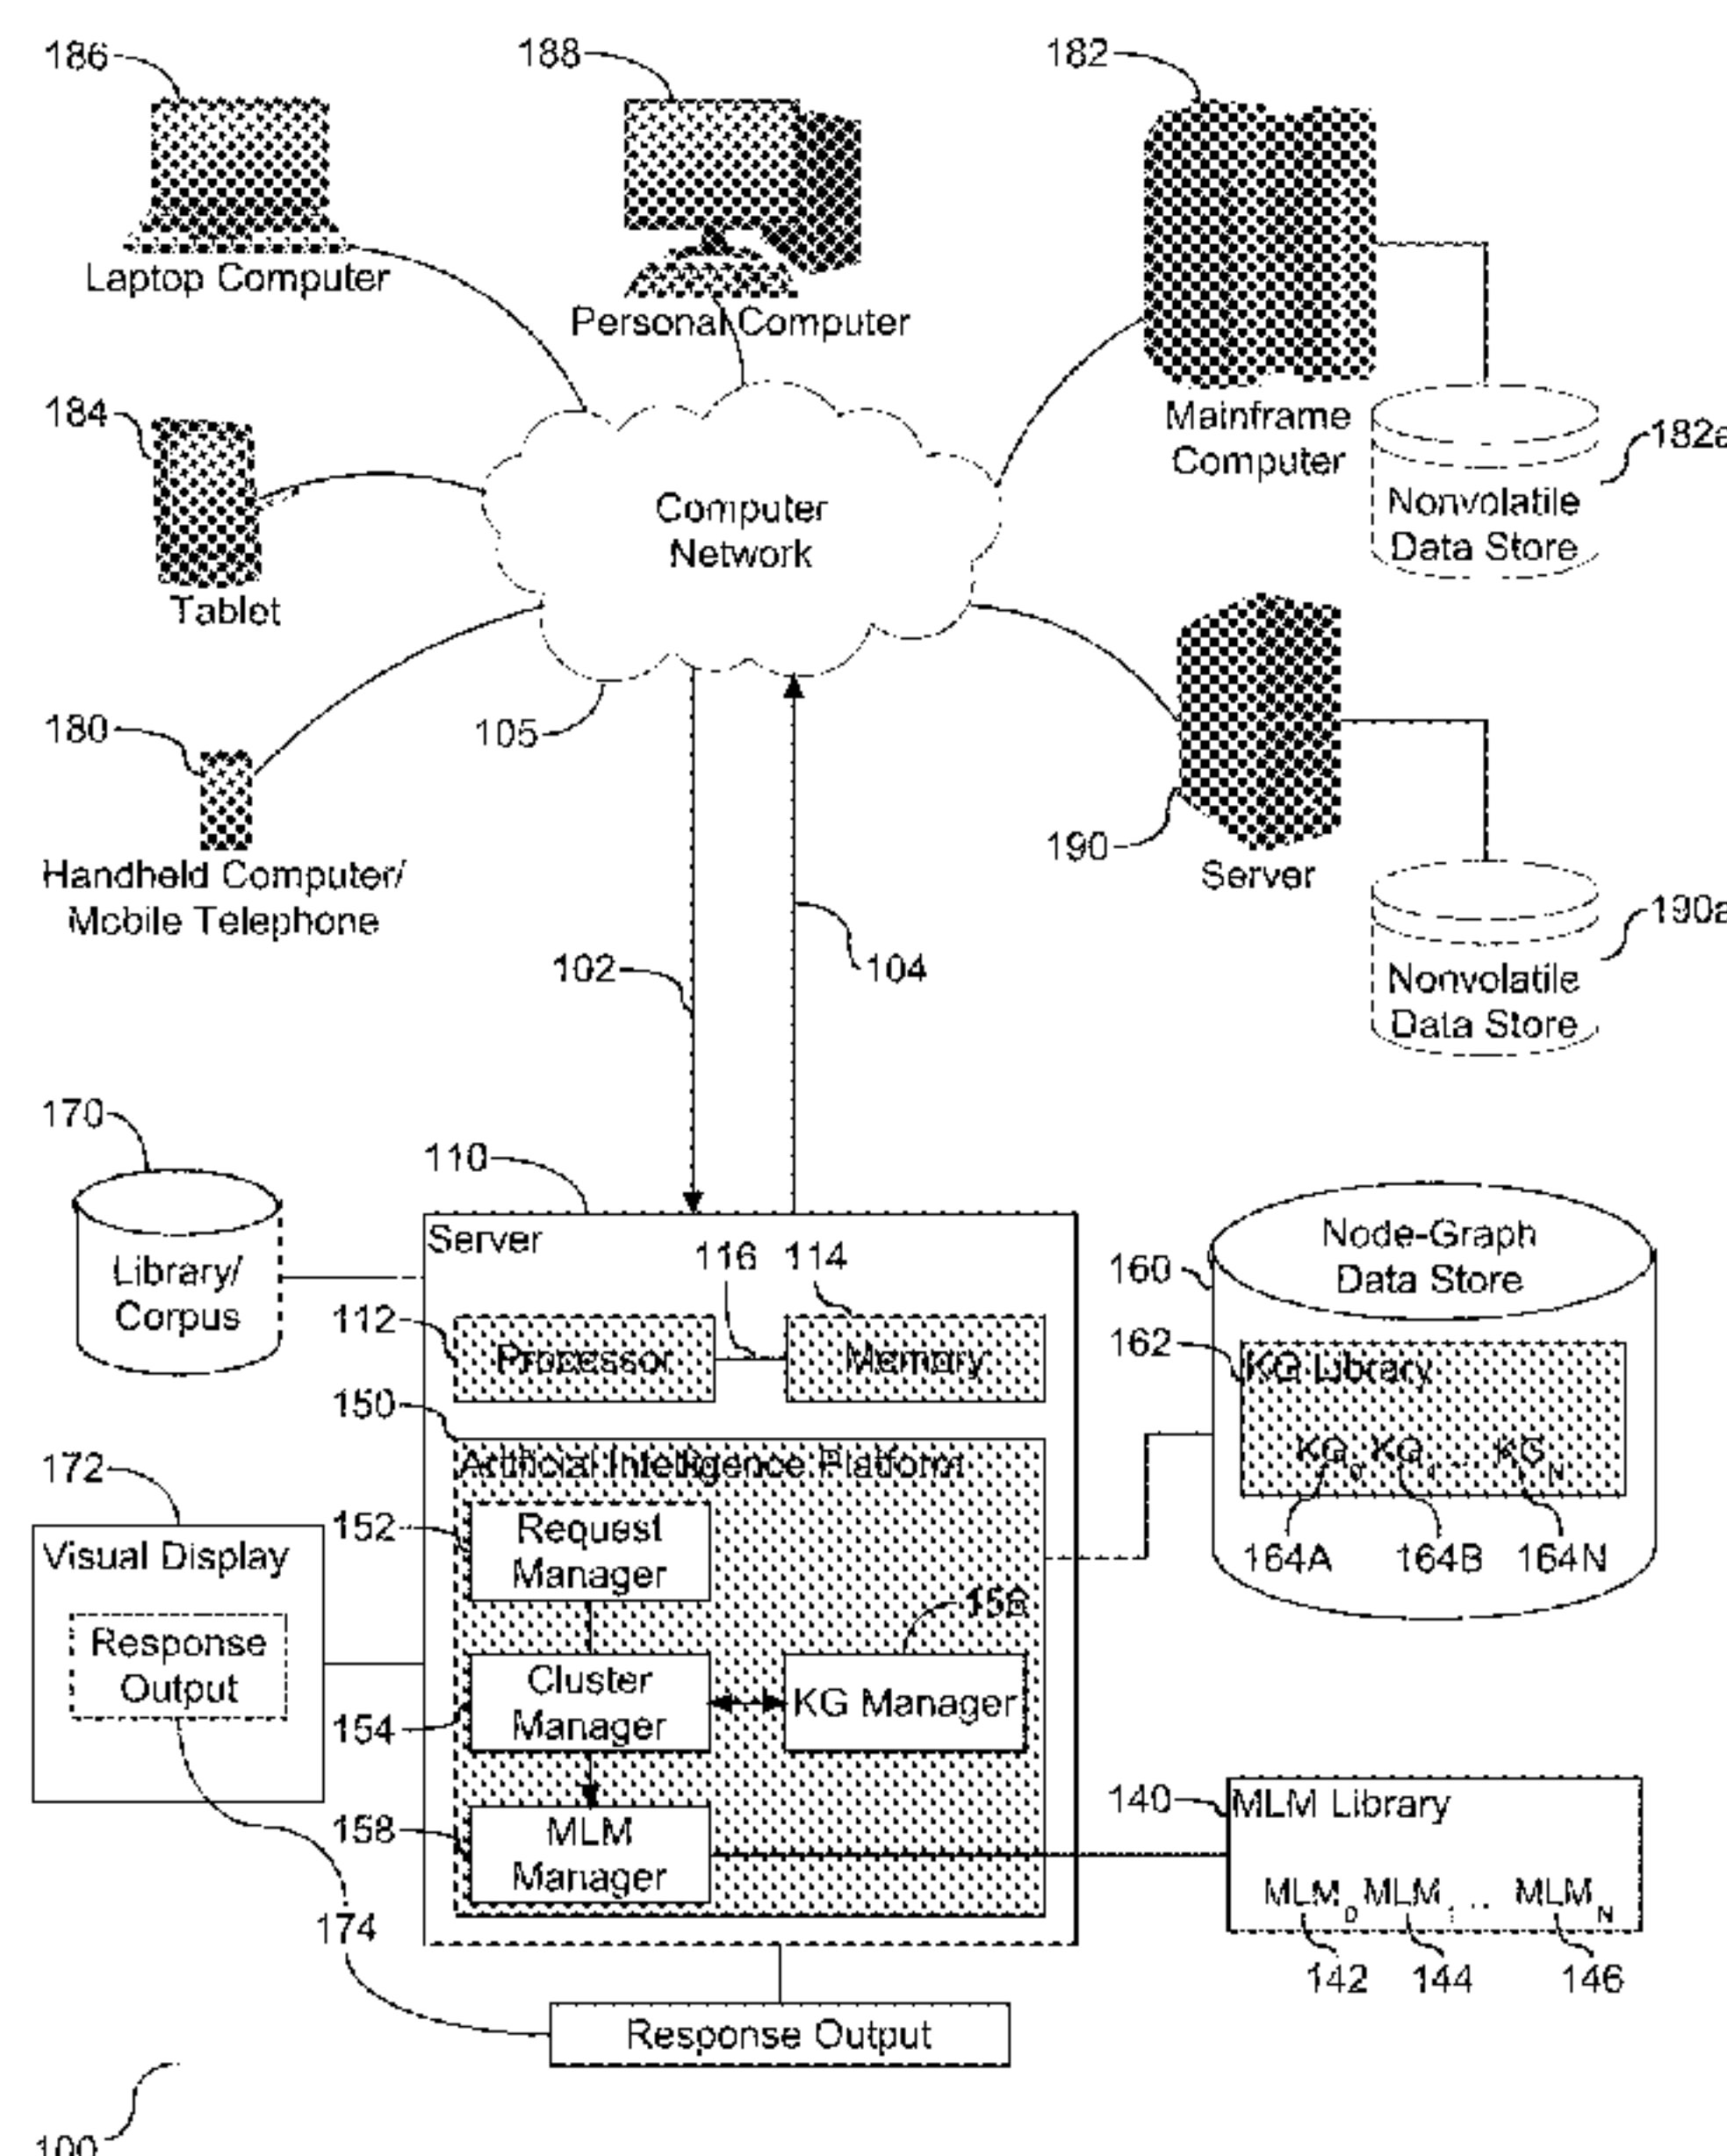 186
188
182
Laptop Computer
Personal Computer
Mainframe
Computer
184
182a
Nonvolatile
Data Store
Computer
Network
Tablet
180
105
190
Server
Handheld Computer/
Mobile Telephone
190a
Nonvolatile
Data Store
102
104
170
110
Server
116
114
Library/
Corpus
Node-Graph
Data Store
160
112
Processor
Memory
162
KG Library
150
Artificial Intelligence Platform
KG0 KG1 ... KGN
172
152
Request
Manager
164A
164B
164N
Visual Display
156
Response
Output
Cluster
Manager
KG Manager
154
140
MLM Library
158
MLM
Manager
MLM0 MLM1 ... MLMN
174
142
144
146
Response Output
100